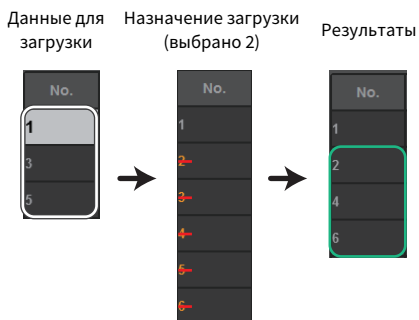 Данные для
загрузки
Назначение загрузки
(выбрано 2)
Результаты
No.
1
3
5
No.
1
2
3
4
5
6
No.
1
2
4
6